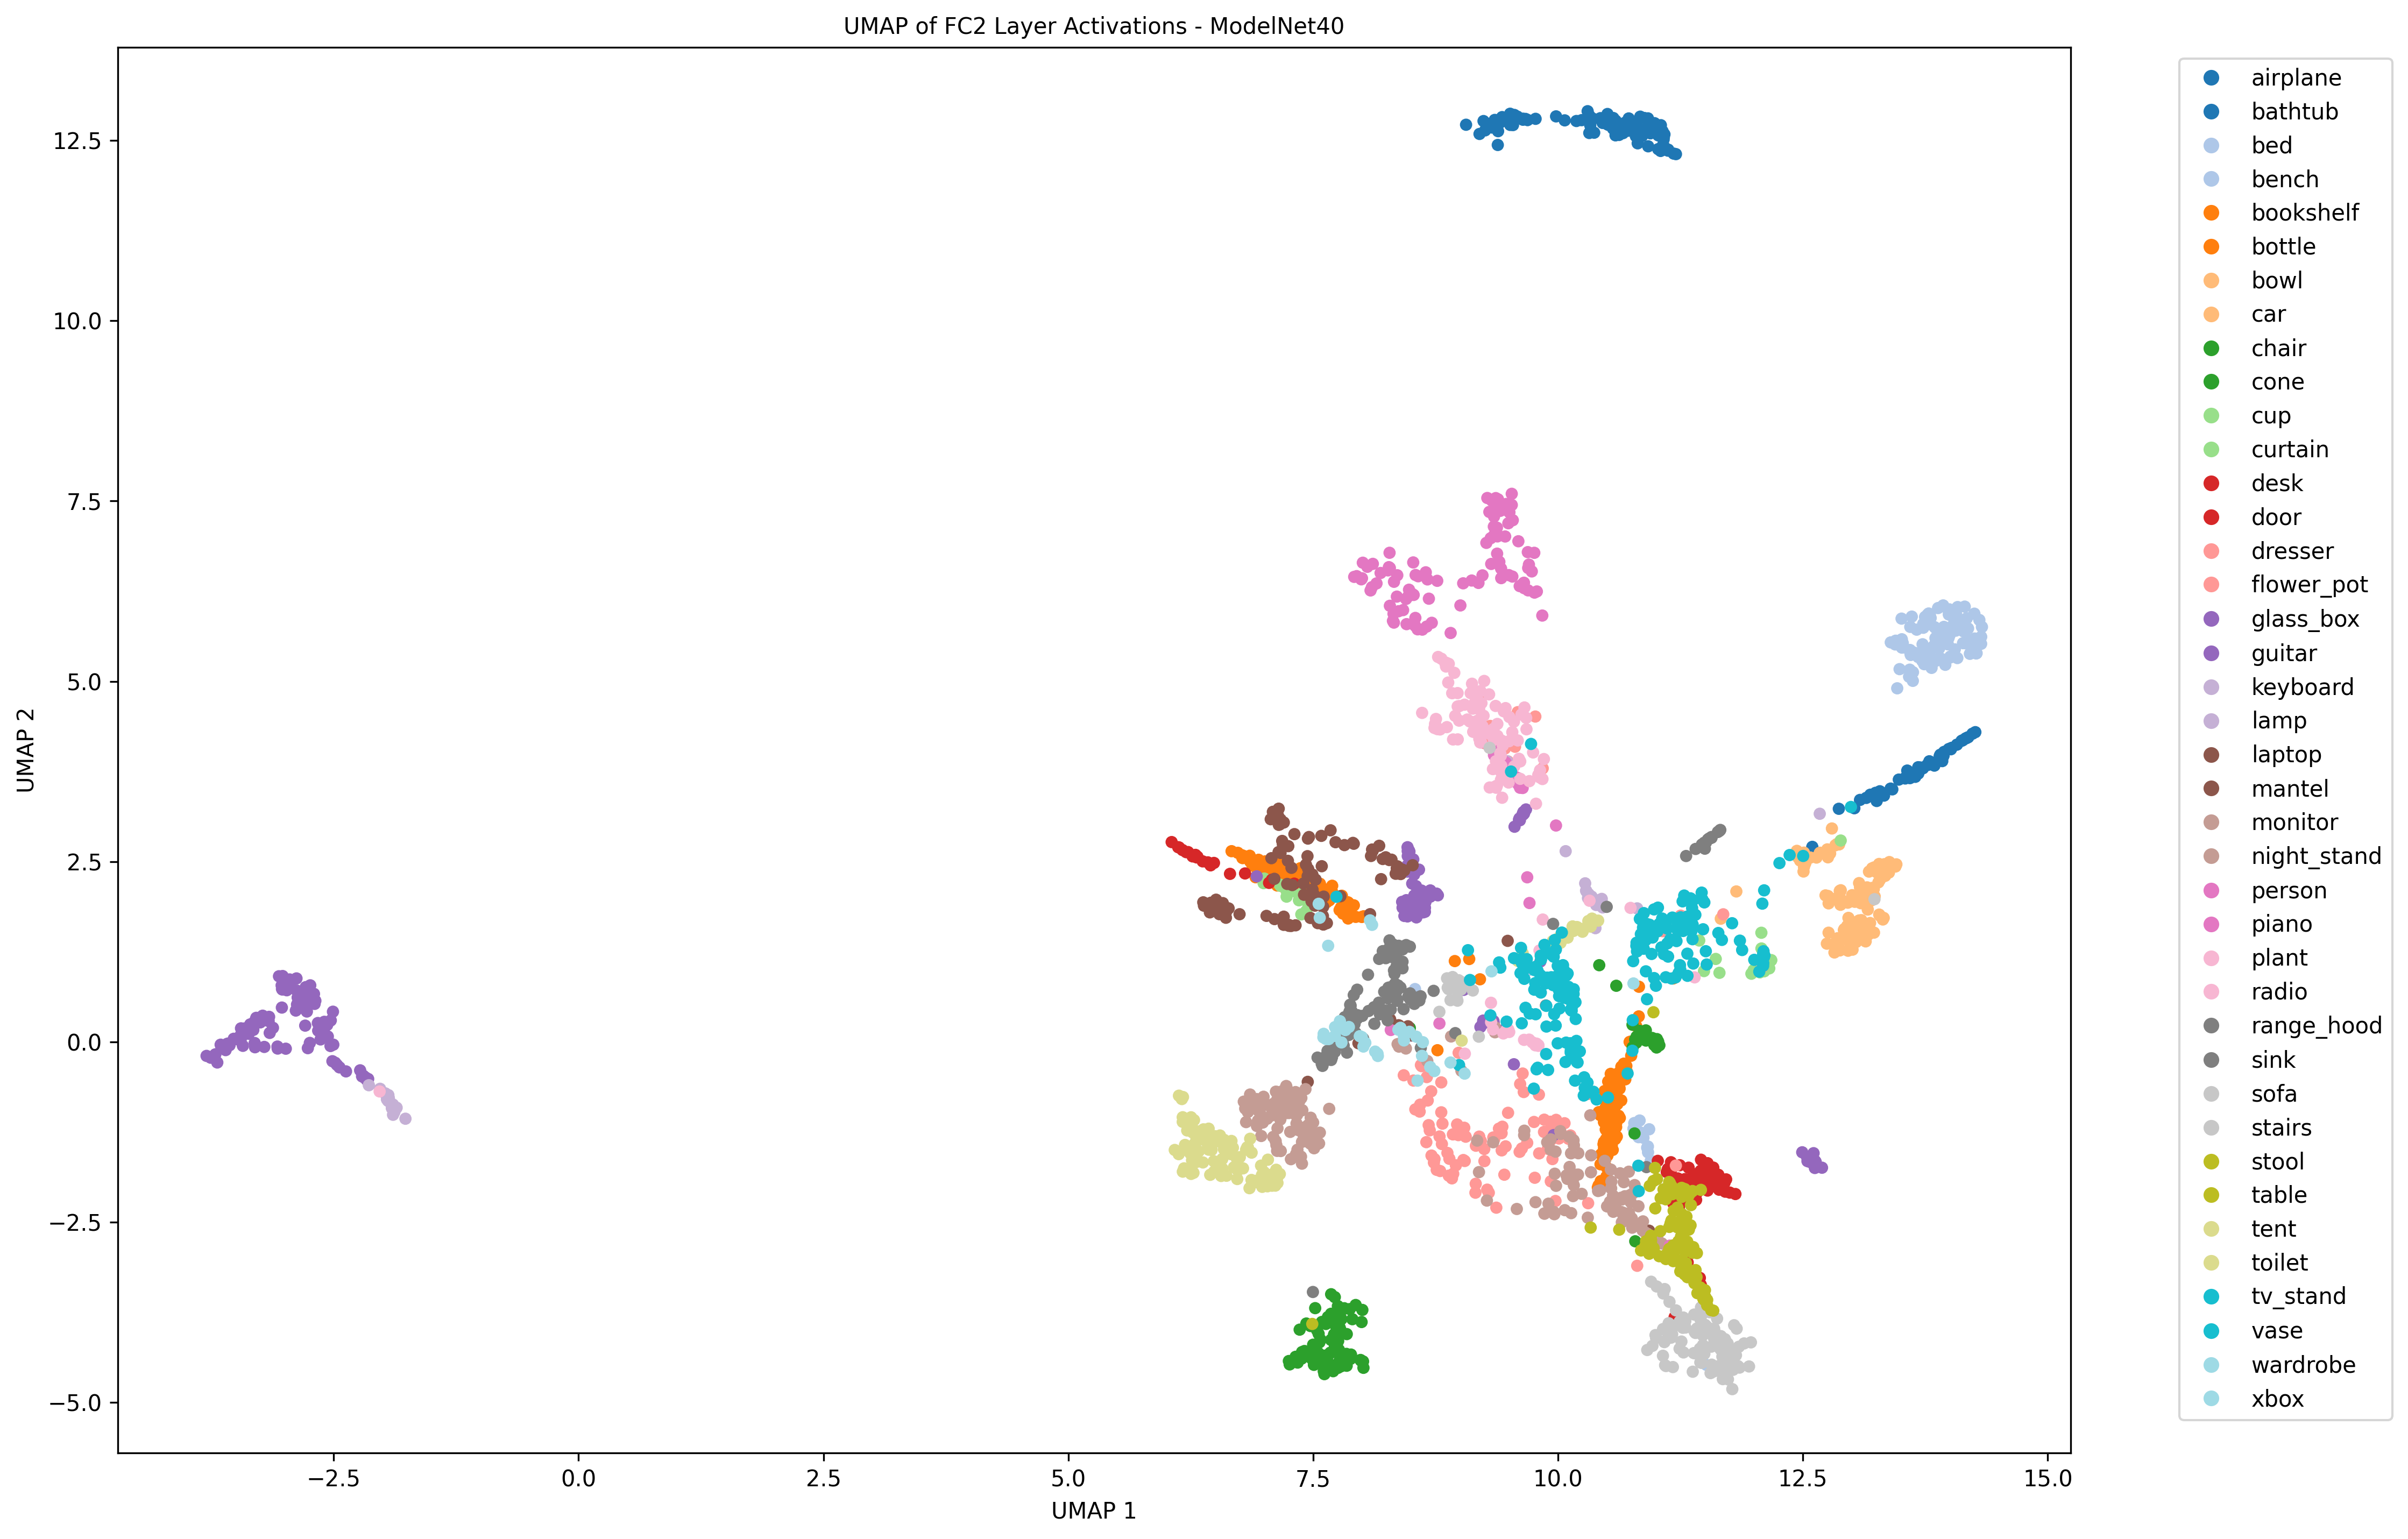 UMAP of FC2 Layer Activations - ModelNet40
12.5
10.0
7.5
5.0
2.5
0.0
−2.5
−5.0
UMAP 2
−2.5
0.0
2.5
5.0
7.5
10.0
12.5
15.0
UMAP 1
airplane
bathtub
bed
bench
bookshelf
bottle
bowl
car
chair
cone
cup
curtain
desk
door
dresser
flower_pot
glass_box
guitar
keyboard
lamp
laptop
mantel
monitor
night_stand
person
piano
plant
radio
range_hood
sink
sofa
stairs
stool
table
tent
toilet
tv_stand
vase
wardrobe
xbox